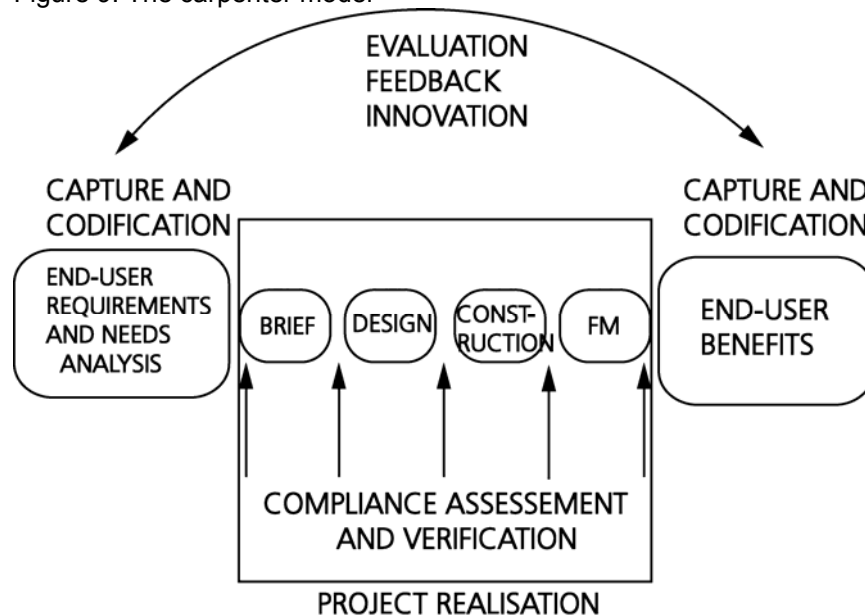 Figure 5. The carpenter model
EVALUATION
FEEDBACK
INNOVATION
CAPTURE AND
CODIFICATION
CAPTURE AND
CODIFICATION
END-USER
REQUIREMENTS
AND NEEDS
ANALYSIS
BRIEF
DESIGN
CONST-
RUCTION
FM
END-USER
BENEFITS
COMPLIANCE ASSESSEMENT
AND VERIFICATION
PROJECT REALISATION